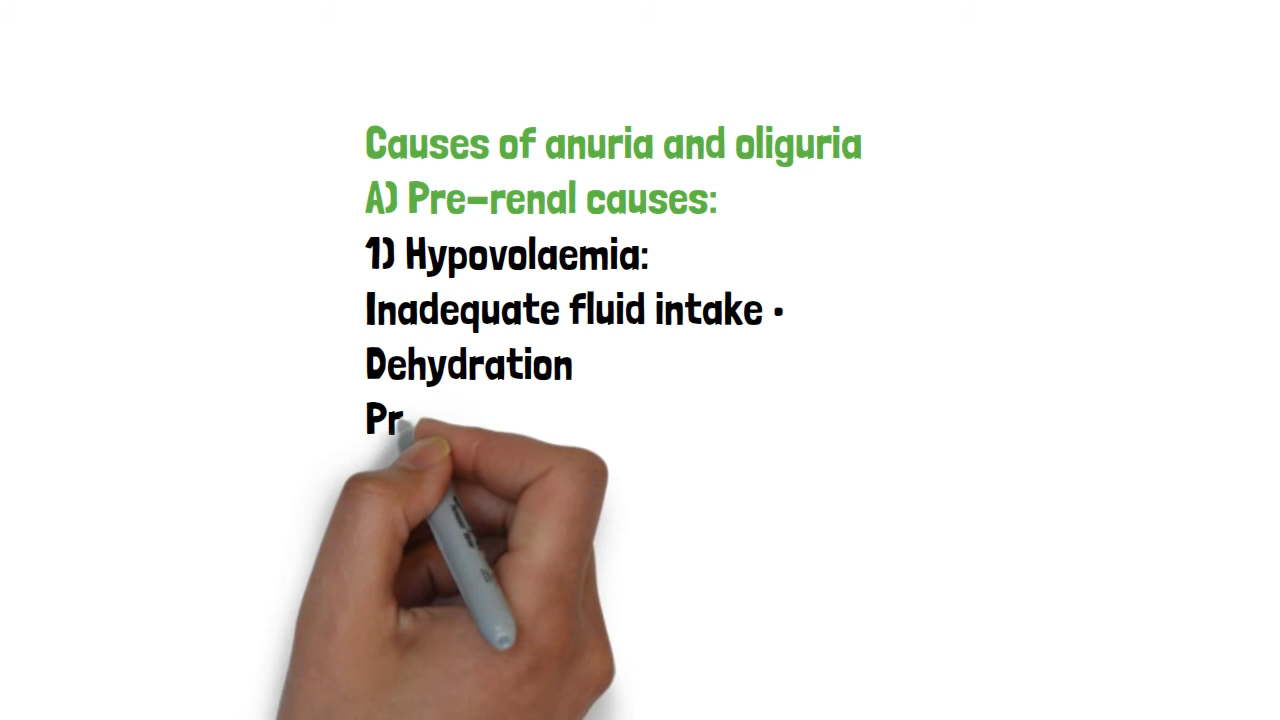 Causes of anuria and oliguria
A) Pre-renal causes:
1) Hypovolaemia:
Inadequate fluid intake •
Dehydration
Pr